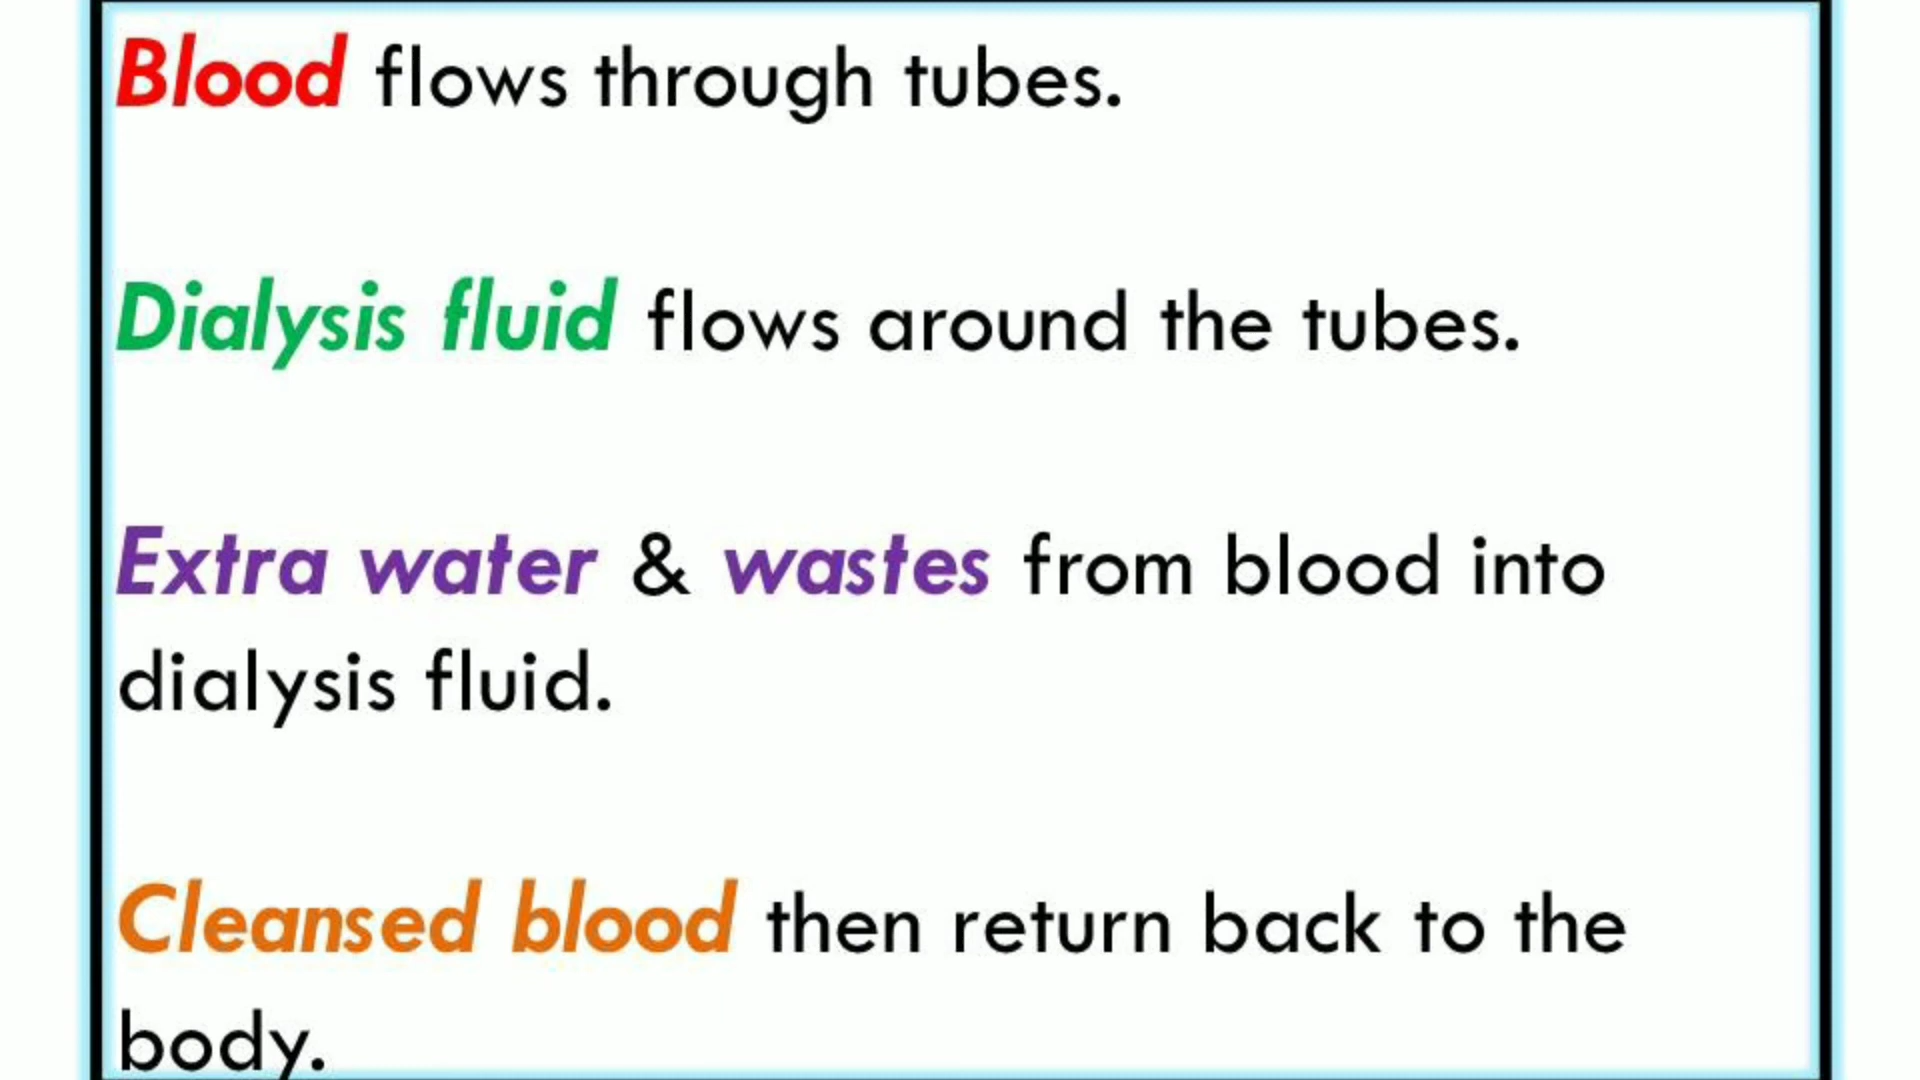 Blood flows through tubes.
Dialysis fluid flows around the tubes.
Extra water & wastes from blood into
dialysis fluid.
Cleansed blood then return back to the
body.